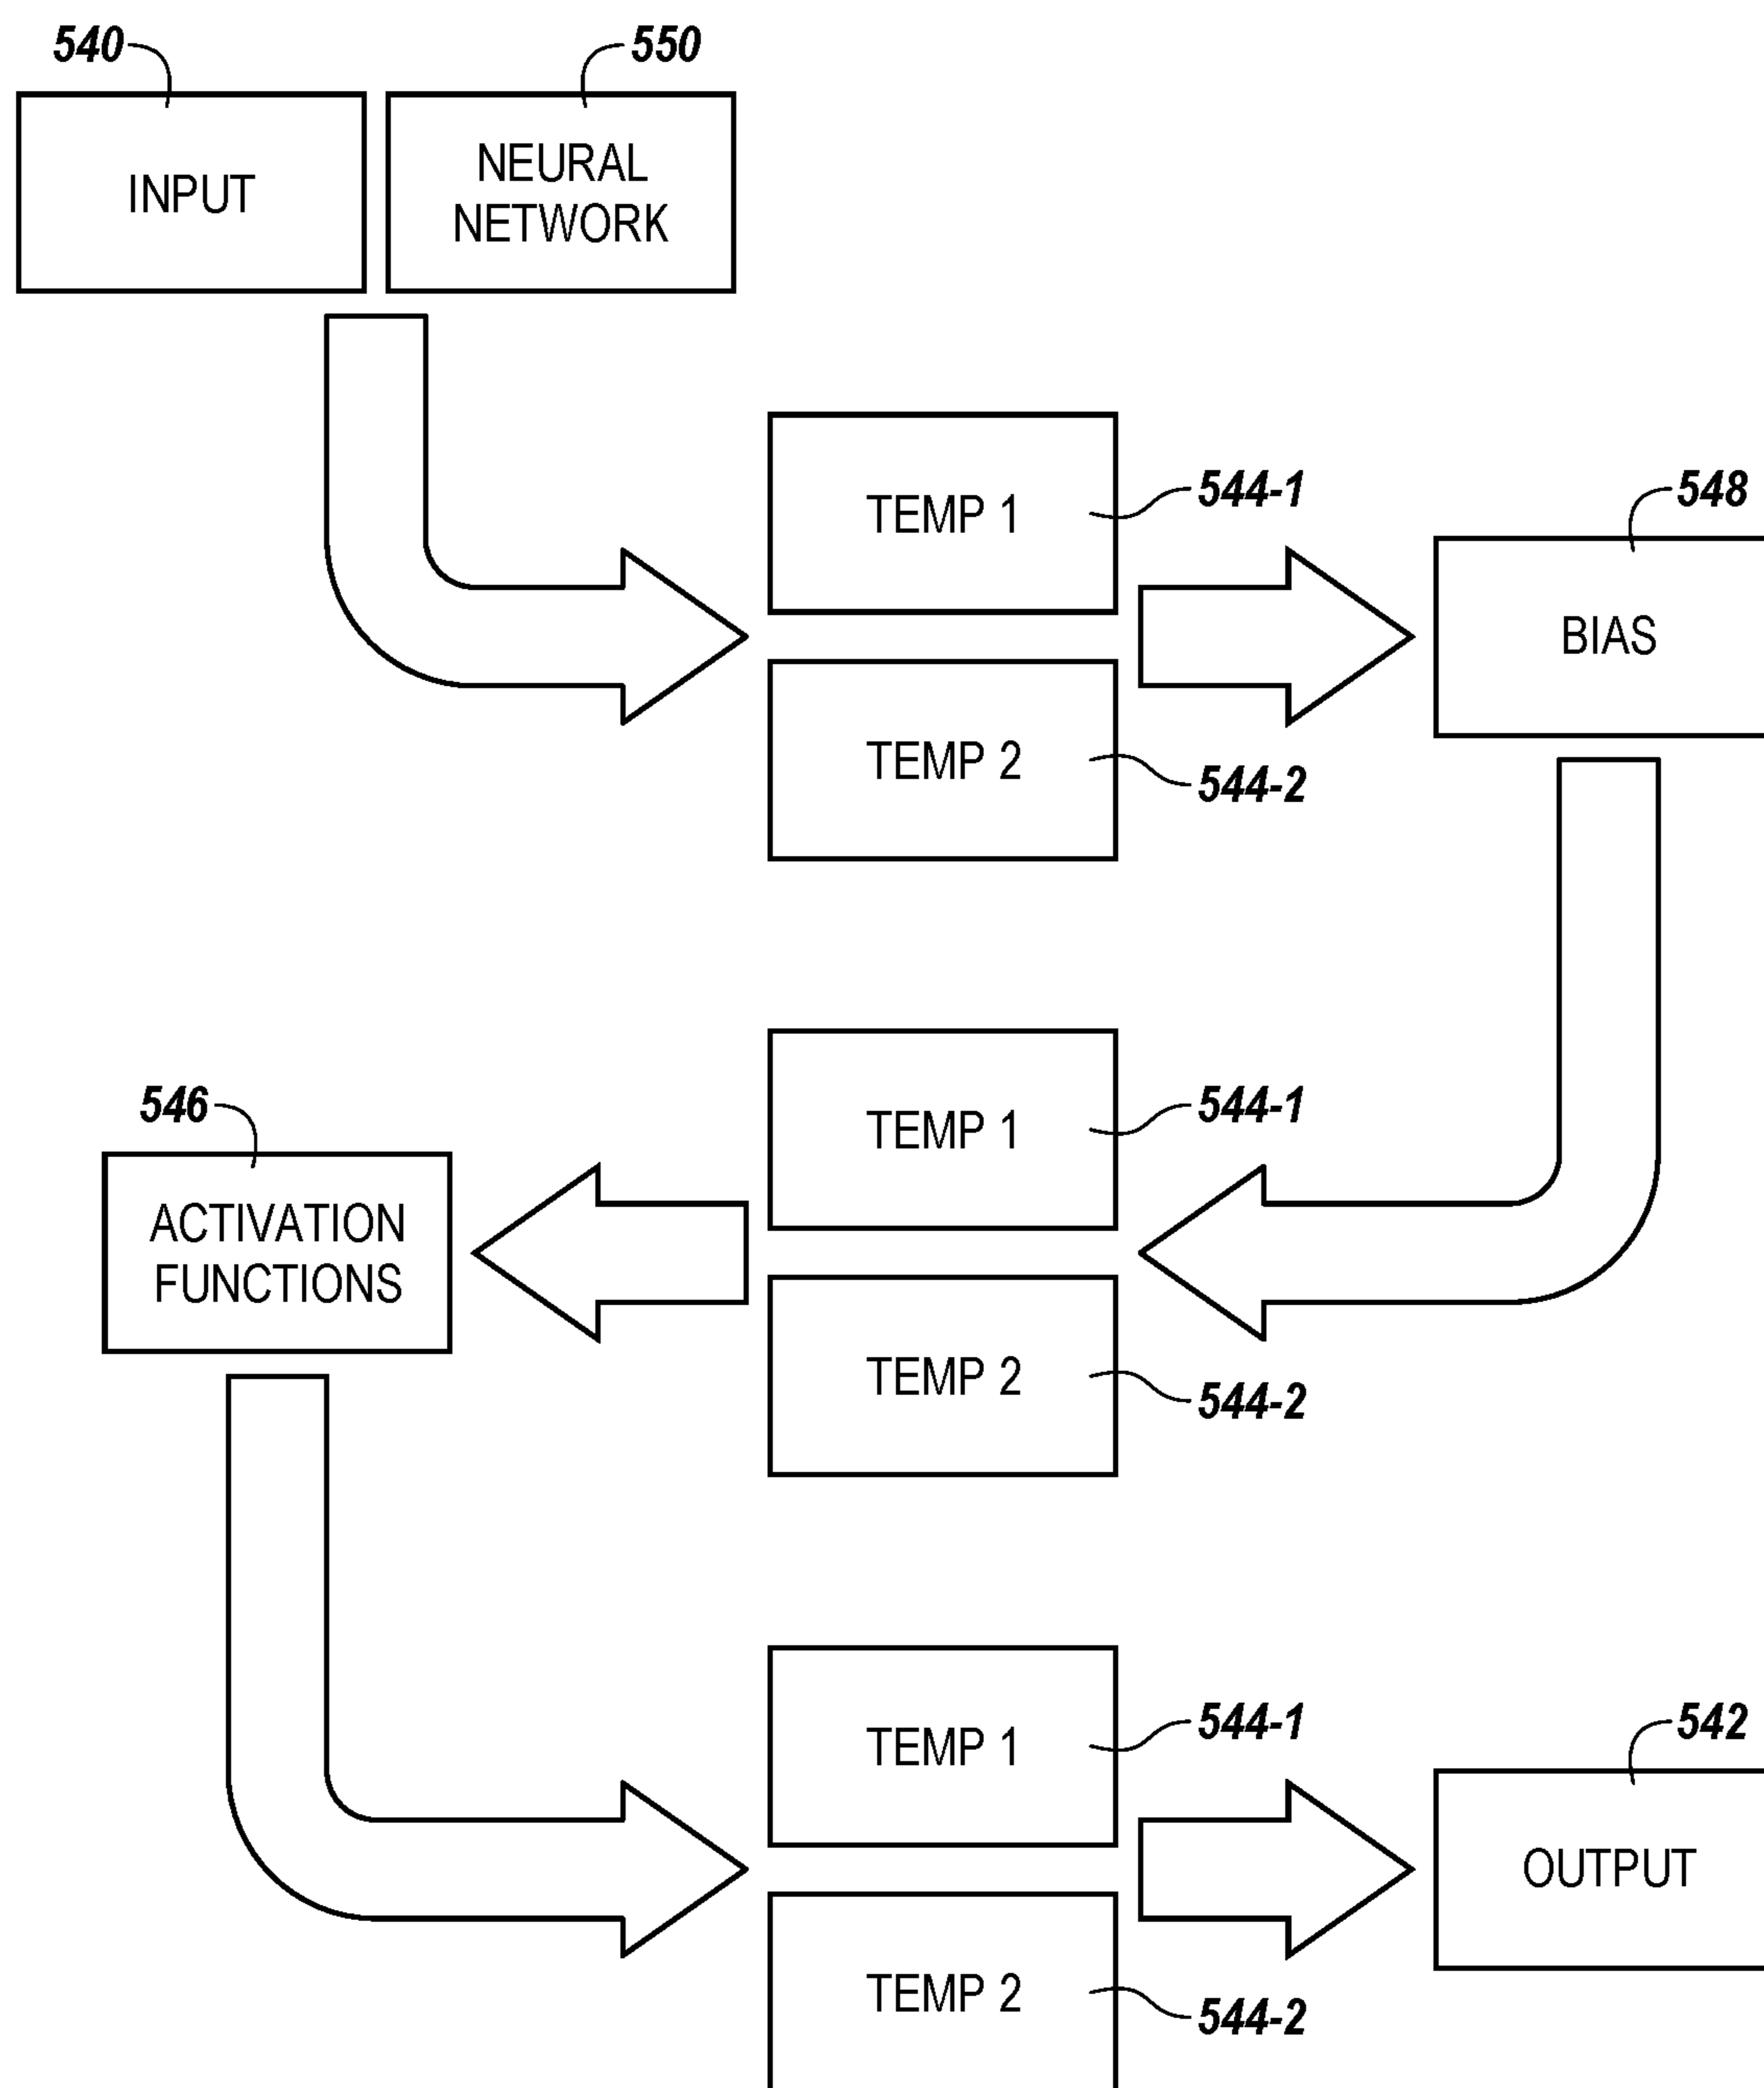 540
550
INPUT
NEURAL
NETWORK
TEMP 1
544-1
548
BIAS
TEMP 2
544-2
546
TEMP 1
544-1
ACTIVATION
FUNCTIONS
TEMP 2
544-2
TEMP 1
544-1
542
OUTPUT
TEMP 2
544-2